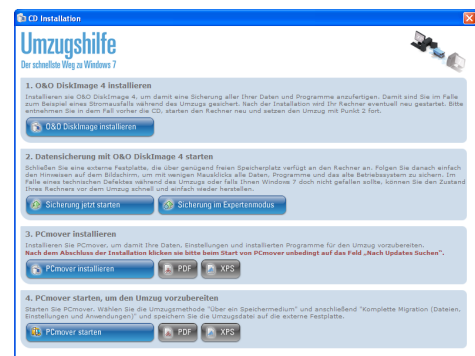 CD Installation
Umzugshilfe
Der schnellste Weg zu Windows 7
1. O&O DiskImage 4 installieren
Installieren sie O&O DiskImage 4, um damit eine Sicherung aller Ihrer Daten und Programme anzufertigen. Damit sind Sie im Falle
zum Beispiel eines Stromausfalls während des Umzugs gesichert. Nach der Installation wird Ihr Rechner eventuell neu gestartet. Bitte
entnehmen Sie in dem Fall vorher die CD, starten den Rechner neu und setzen den Umzug mit Punkt 2 fort.
O&O DiskImage installieren
2. Datensicherung mit O&O DiskImage 4 starten
Schließen Sie eine externe Festplatte, die über genügend freien Speicherplatz verfügt an den Rechner an. Folgen Sie danach einfach
den Hinweisen auf dem Bildschirm, um mit wenigen Mausklicks alle Daten, Programme und das alte Betriebssystem zu sichern. Im
Falle eines technischen Defektes während des Umzugs oder falls Ihnen Windows 7 doch nicht gefallen sollte, können Sie den Zustand
Ihres Rechners vor dem Umzug schnell und einfach wieder herstellen.
Sicherung jetzt starten
Sicherung im Expertenmodus
3. PCmover installieren
Installieren Sie PCmover, um damit Ihre Daten, Einstellungen und installierten Programme für den Umzug vorzubereiten.
Nach dem Abschluss der Installation klicken sie bitte beim Start von PCmover unbedingt auf das Feld „Nach Updates Suchen“.
PCmover installieren
PDF
XPS
4. PCmover starten, um den Umzug vorzubereiten
Starten Sie PCmover. Wählen Sie die Umzugsmethode "Über ein Speichermedium" und anschließend "Komplette Migration (Dateien,
Einstellungen und Anwendungen)" und speichern Sie die Umzugsdatei auf die externe Festplatte.
PCmover starten
PDF
XPS